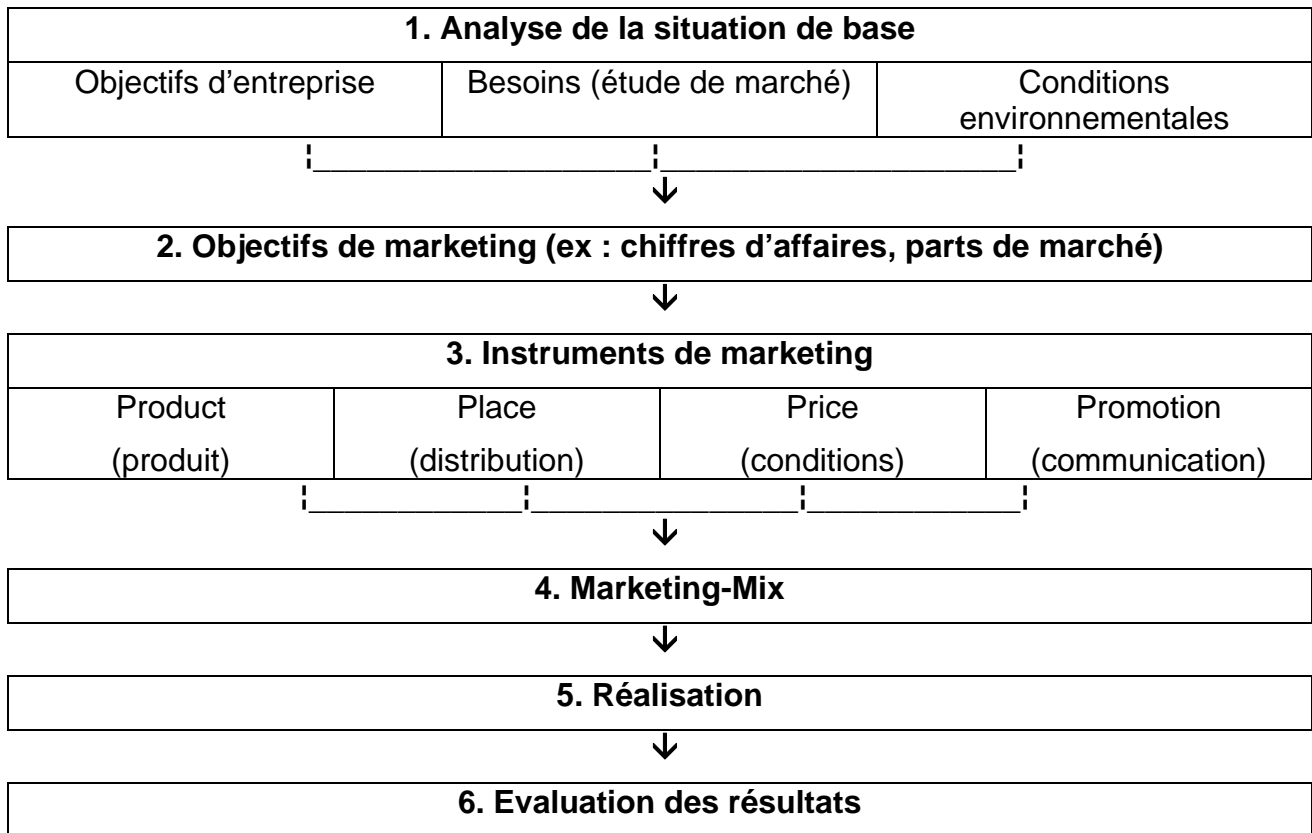 1. Analyse de la situation de base
Objectifs d’entreprise
Besoins (étude de marché)
Conditions
environnementales
2. Objectifs de marketing (ex : chiffres d’affaires, parts de marché)
3. Instruments de marketing
Product
(produit)
Place
(distribution)
Price
(conditions)
Promotion
(communication)
4. Marketing-Mix
5. Réalisation
6. Evaluation des résultats